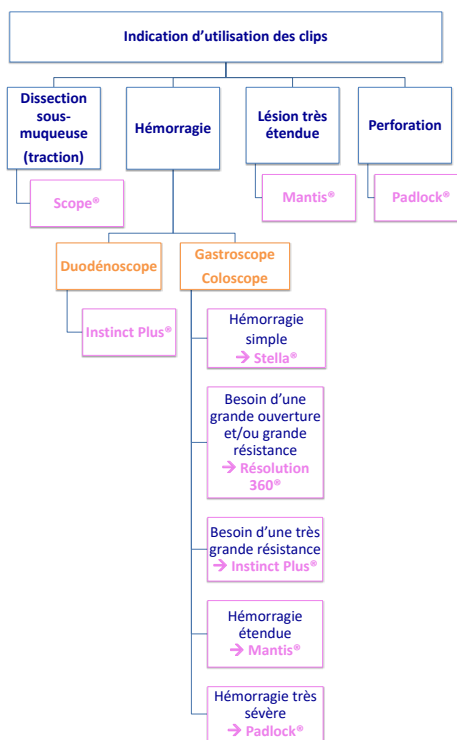 Indication d'utilisation des clips
Dissection
sous-
muqueuse
(traction)
Hémorragie
Lésion très
étendue
Perforation
Scope®
Mantis®
Padlock®
Duodénoscope
Gastroscope
Coloscope
Instinct Plus®
Hémorragie
simple
→ Stella®
Besoin d'une
grande ouverture
et/ou grande
résistance
→ Résolution
360®
Besoin d'une très
grande résistance
→ Instinct Plus®
Hémorragie
étendue
→ Mantis®
Hémorragie très
sévère
→ Padlock®